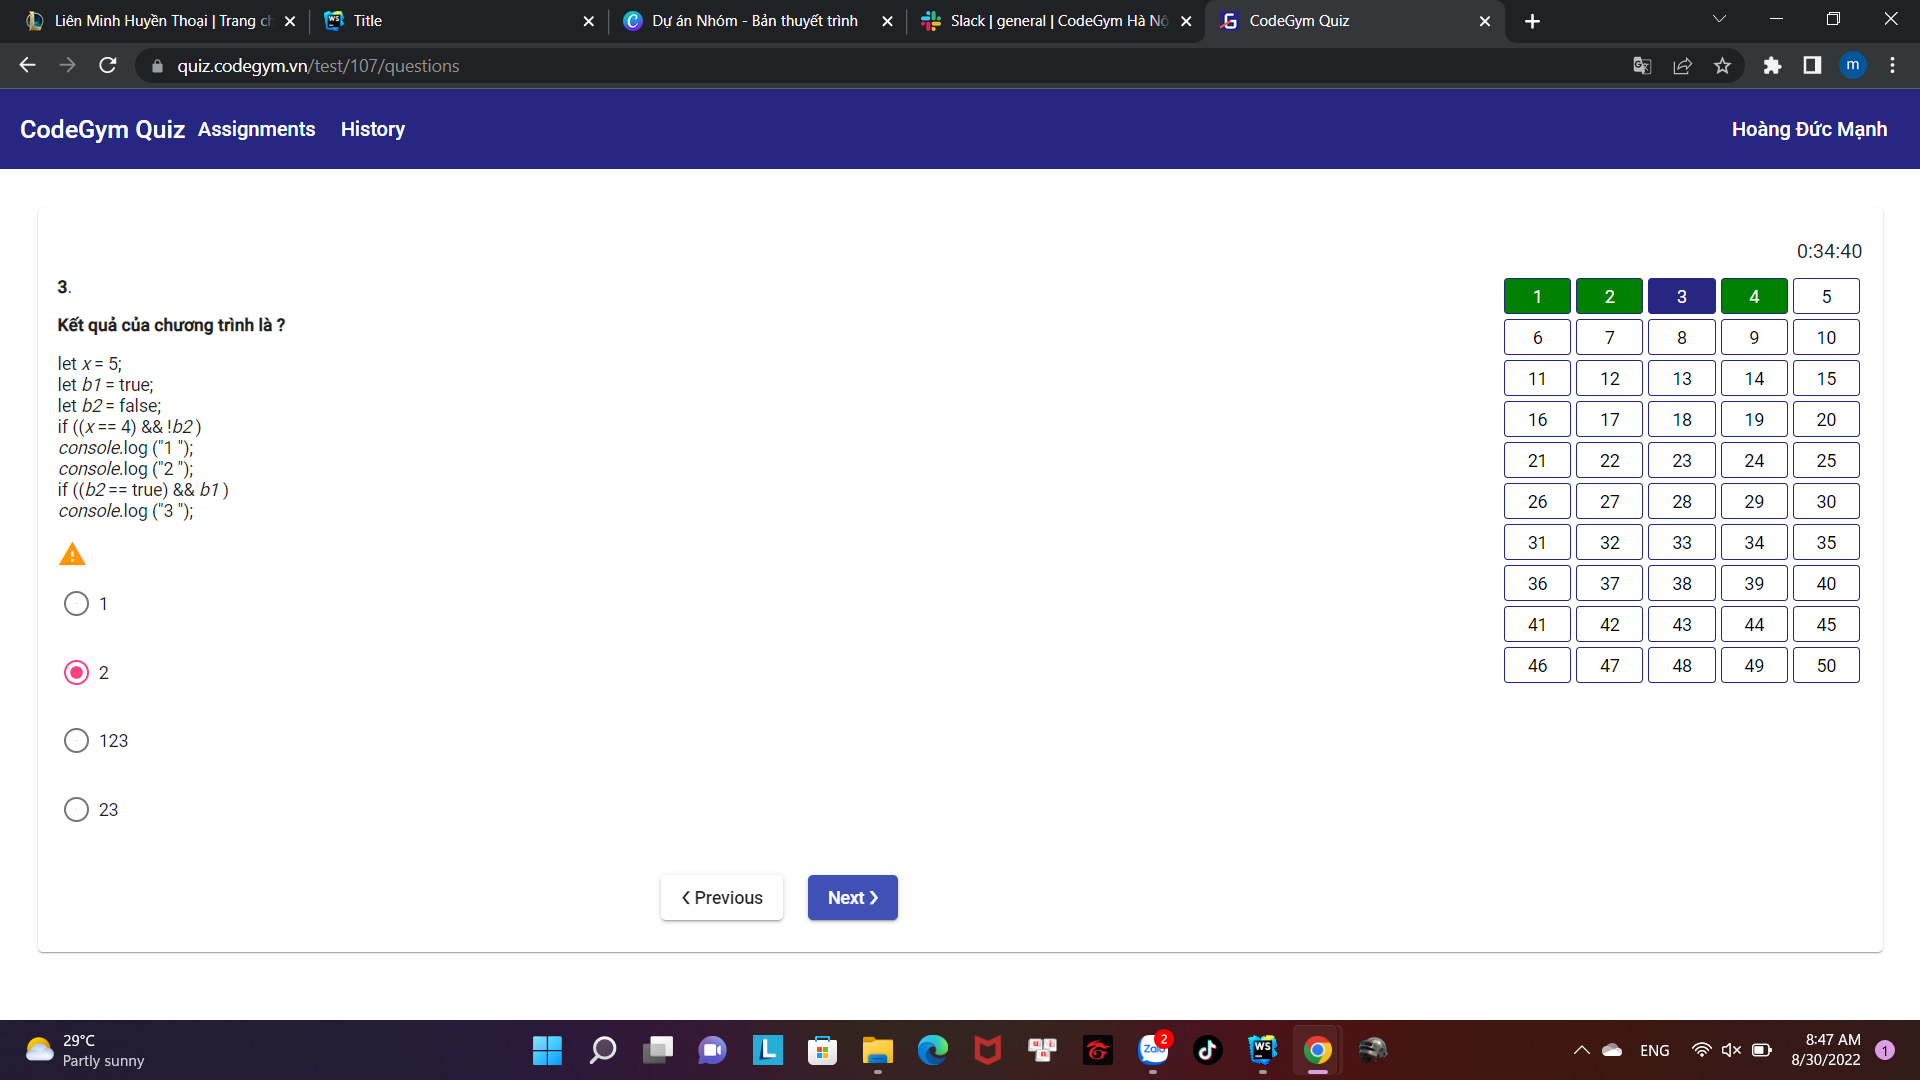 Liên Minh Huyền Thoại | Trang ch
Title
Dự án Nhóm - Bản thuyết trình
Slack | general | CodeGym Hà Nộ
CodeGym Quiz
quiz.codegym.vn/test/107/questions
m
CodeGym Quiz Assignments History
Hoàng Đức Mạnh
0:34:40
3.
Kết quả của chương trình là ?
let x = 5;
let b1 = true;
let b2 = false;
if ((x == 4) && !b2 )
console.log ("1 ");
console.log ("2 ");
if ((b2 == true) && b1 )
console.log ("3 ");
1
2
123
23
Previous
Next
1 2 3 4 5
6 7 8 9 10
11 12 13 14 15
16 17 18 19 20
21 22 23 24 25
26 27 28 29 30
31 32 33 34 35
36 37 38 39 40
41 42 43 44 45
46 47 48 49 50
29°C
Partly sunny
L
Zalo
2
WS
ENG
8:47 AM
8/30/2022
1